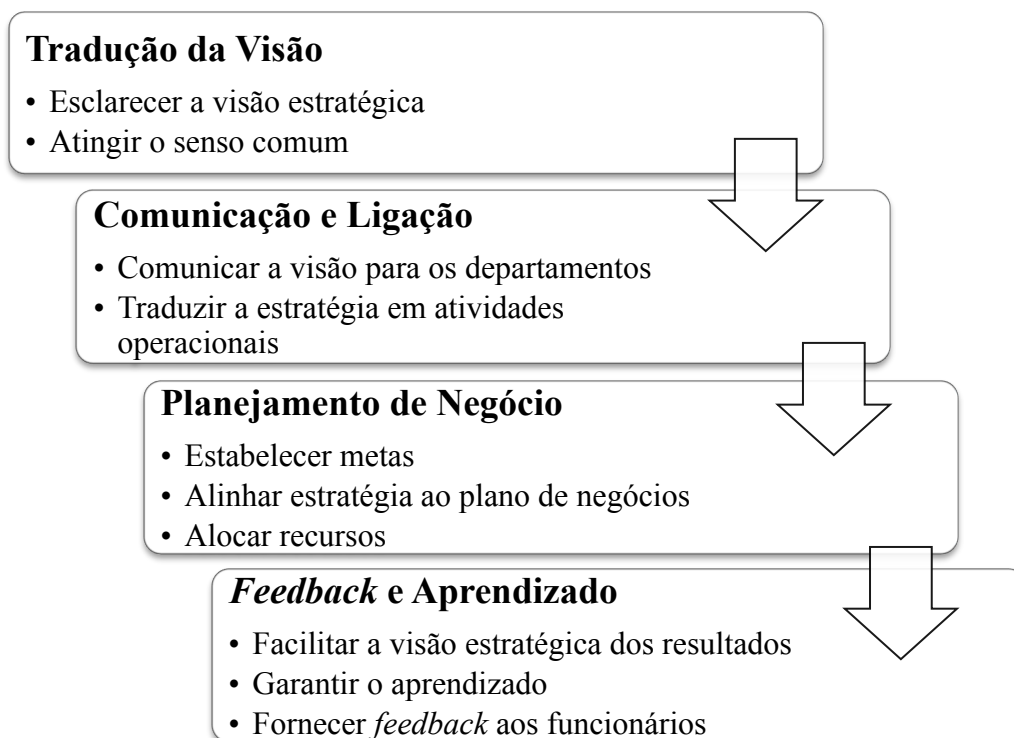 Tradução da Visão
• Esclarecer a visão estratégica
• Atingir o senso comum
Comunicação e Ligação
• Comunicar a visão para os departamentos
• Traduzir a estratégia em atividades
operacionais
Planejamento de Negócio
• Estabelecer metas
• Alinhar estratégia ao plano de negócios
• Alocar recursos
Feedback e Aprendizado
• Facilitar a visão estratégica dos resultados
• Garantir o aprendizado
• Fornecer feedback aos funcionários